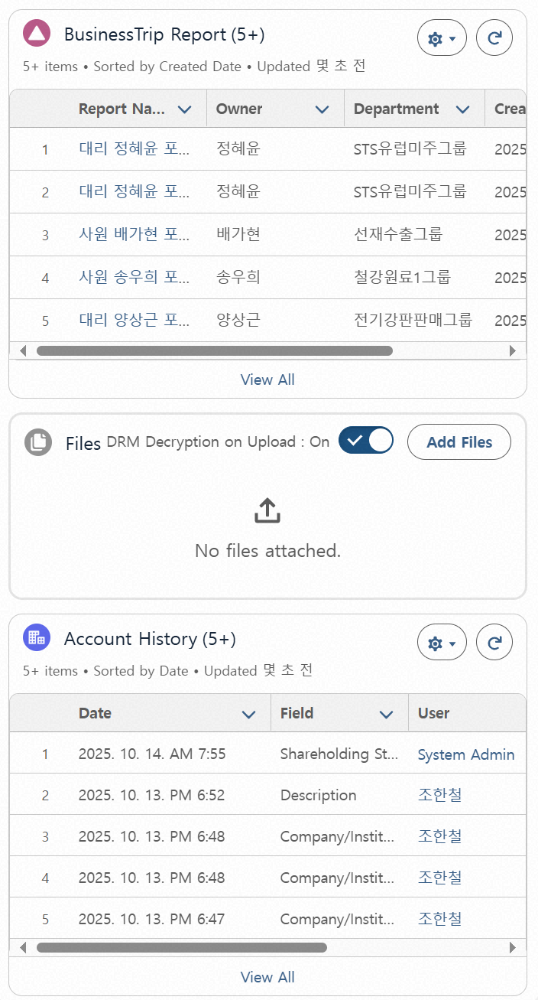 BusinessTrip Report (5+)
5+ items • Sorted by Created Date • Updated 몇 초 전
Report Na... Owner Department Crea
1 대리 정혜윤 포... 정혜윤 STS유럽미주그룹 2025
2 대리 정혜윤 포... 정혜윤 STS유럽미주그룹 2025
3 사원 배가현 포... 배가현 선재수출그룹 2025
4 사원 송우희 포... 송우희 철강원료1그룹 2025
5 대리 양상근 포... 양상근 전기강판판매그룹 2025
View All
Files DRM Decryption on Upload : On Add Files
No files attached.
Account History (5+)
5+ items • Sorted by Date • Updated 몇 초 전
Date Field User
1 2025. 10. 14. AM 7:55 Shareholding St... System Admin
2 2025. 10. 13. PM 6:52 Description 조한철
3 2025. 10. 13. PM 6:48 Company/Instit... 조한철
4 2025. 10. 13. PM 6:48 Company/Instit... 조한철
5 2025. 10. 13. PM 6:47 Company/Instit... 조한철
View All